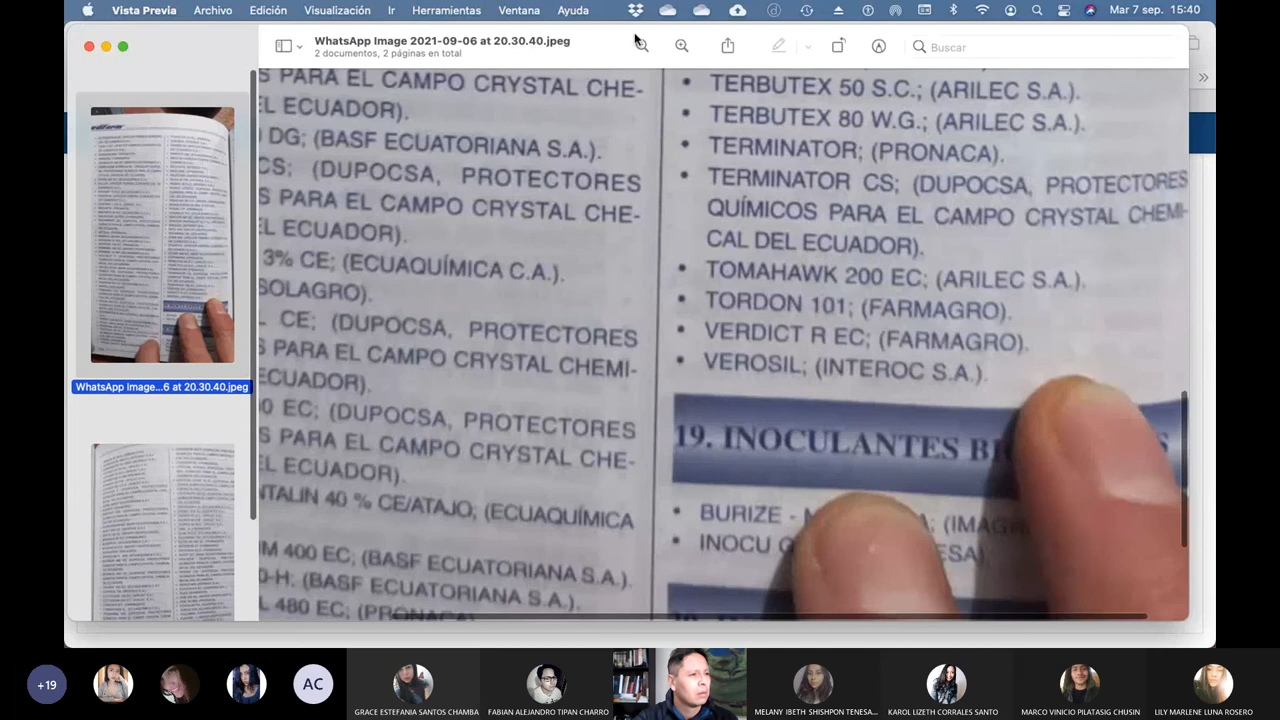 Vista Previa Archivo Edición Visualización Ir Herramientas Ventana Ayuda Mar 7 sep. 15:40
WhatsApp Image 2021-09-06 at 20.30.40.jpeg
2 documentos, 2 páginas en total
Buscar
WhatsApp Image...6 at 20.30.40.jpeg
S PARA EL CAMPO CRYSTAL CHE-
EL ECUADOR).
DG; (BASF ECUATORIANA S.A.).
CS; (DUPOCSA, PROTECTORES
S PARA EL CAMPO CRYSTAL CHE-
EL ECUADOR).
3% CE; (ECUAQUÍMICA C.A.).
SOLAGRO).
CE; (DUPOCSA, PROTECTORES
S PARA EL CAMPO CRYSTAL CHEMI-
ECUADOR).
0 EC; (DUPOCSA, PROTECTORES
S PARA EL CAMPO CRYSTAL CHE-
EL ECUADOR).
NTALIN 40 % CE/ATAJO; (ECUAQUÍMICA
M 400 EC; (BASF ECUATORIANA S.A.
O-H; (BASF ECUATORIANA S.A.).
L 480 EC; (PRONACA
• TERBUTEX 50 S.C.; (ARILEC S.A.).
• TERBUTEX 80 W.G.; (ARILEC S.A.).
• TERMINATOR; PRONACA).
• TERMINATOR CL; (DUPOCSA, PROTECTORES
QUÍMICOS PARA EL CAMPO CRYSTAL CHEMI-
CAL DEL ECUADOR).
• TOMAHAWK 200 EC; (ARILEC S.A.).
• TORDON 101; (FARMAGRO).
• VERDICTR EC; (FARMAGRO).
• VEROSIL; (INTEROC S.A.).
19. INOCULANTES
• BURIZE -
• INOCU
+19
AC
GRACE ESTEFANIA SANTOS CHAMBA
FABIAN ALEJANDRO TIPAN CHARRO
MELANY IBETH SHISHPON TENESA...
KAROL LIZETH CORRALES SANTO
MARCO VINICIO PILATASIG CHUSIN
LILY MARLENE LUNA ROSERO